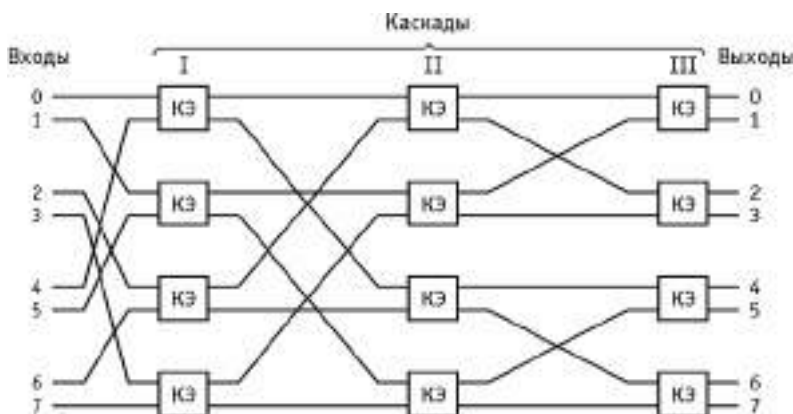 Каскады
Входы I II III Выходы
0 КЭ КЭ КЭ 0
1 1
2 КЭ КЭ КЭ 2
3 3
4 КЭ КЭ КЭ 4
5 5
6 КЭ КЭ КЭ 6
7 7